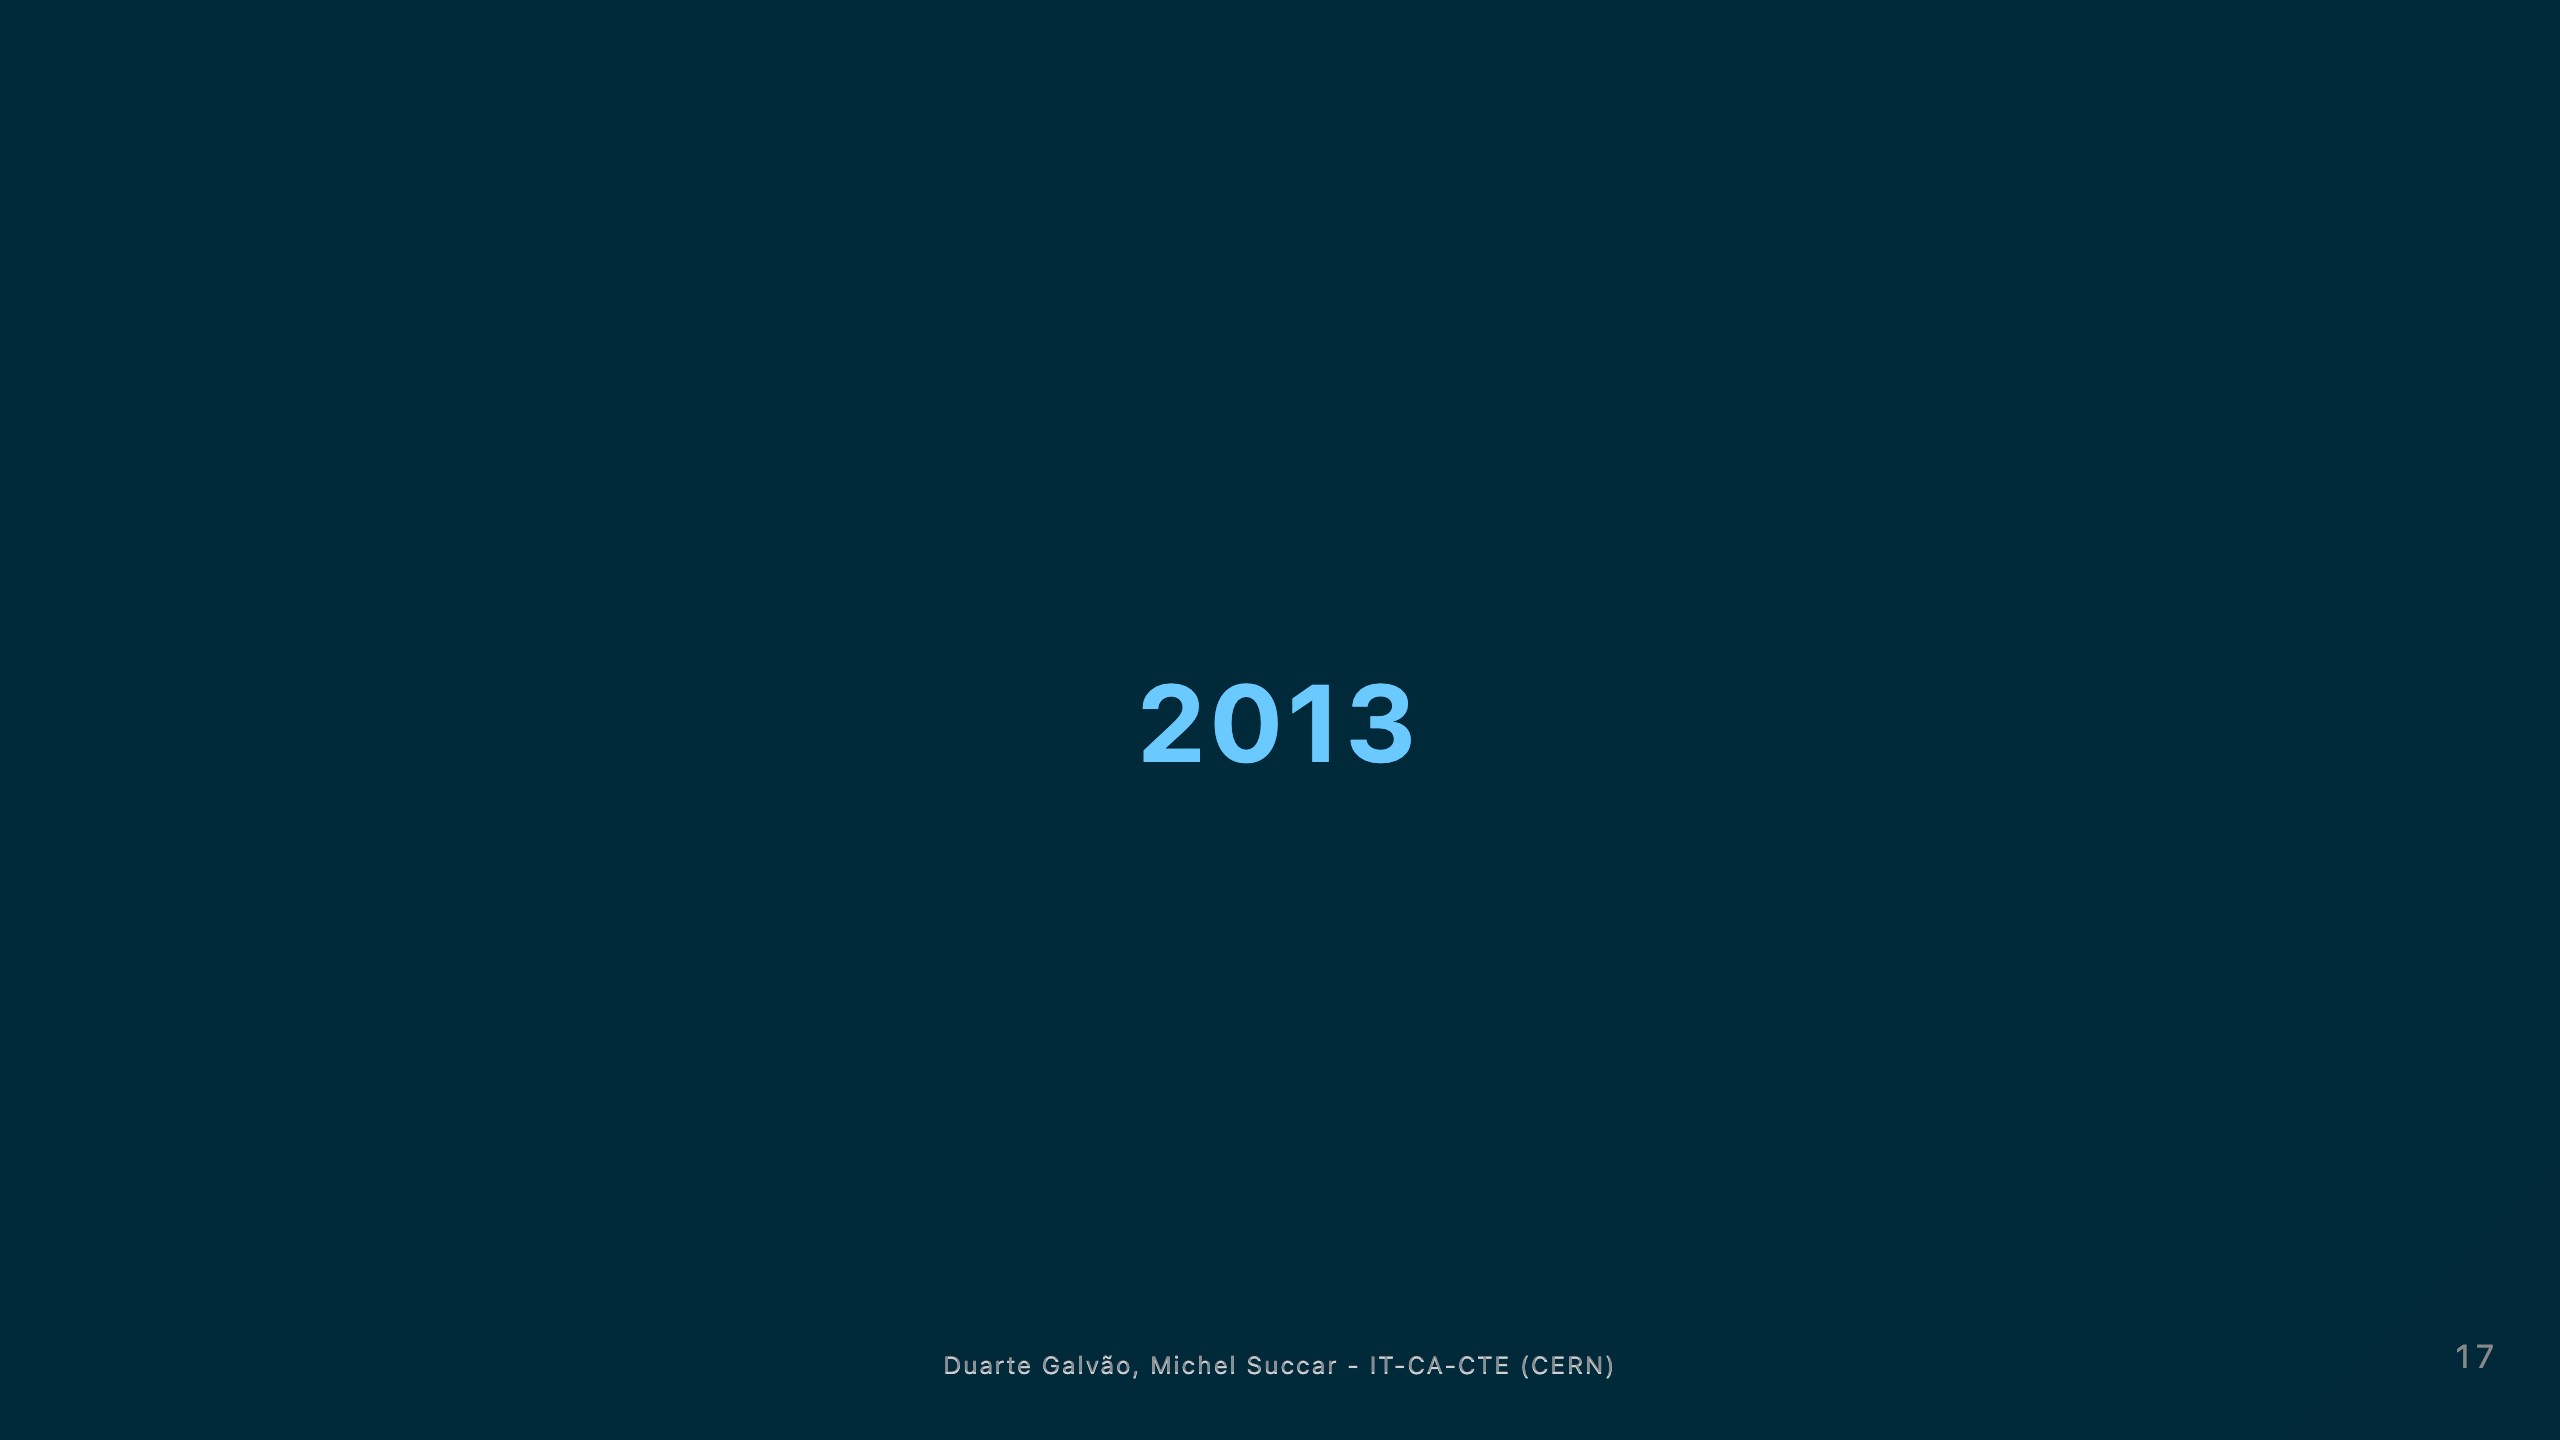 2013
Duarte Galvão, Michel Succar - IT-CA-CTE (CERN)
17